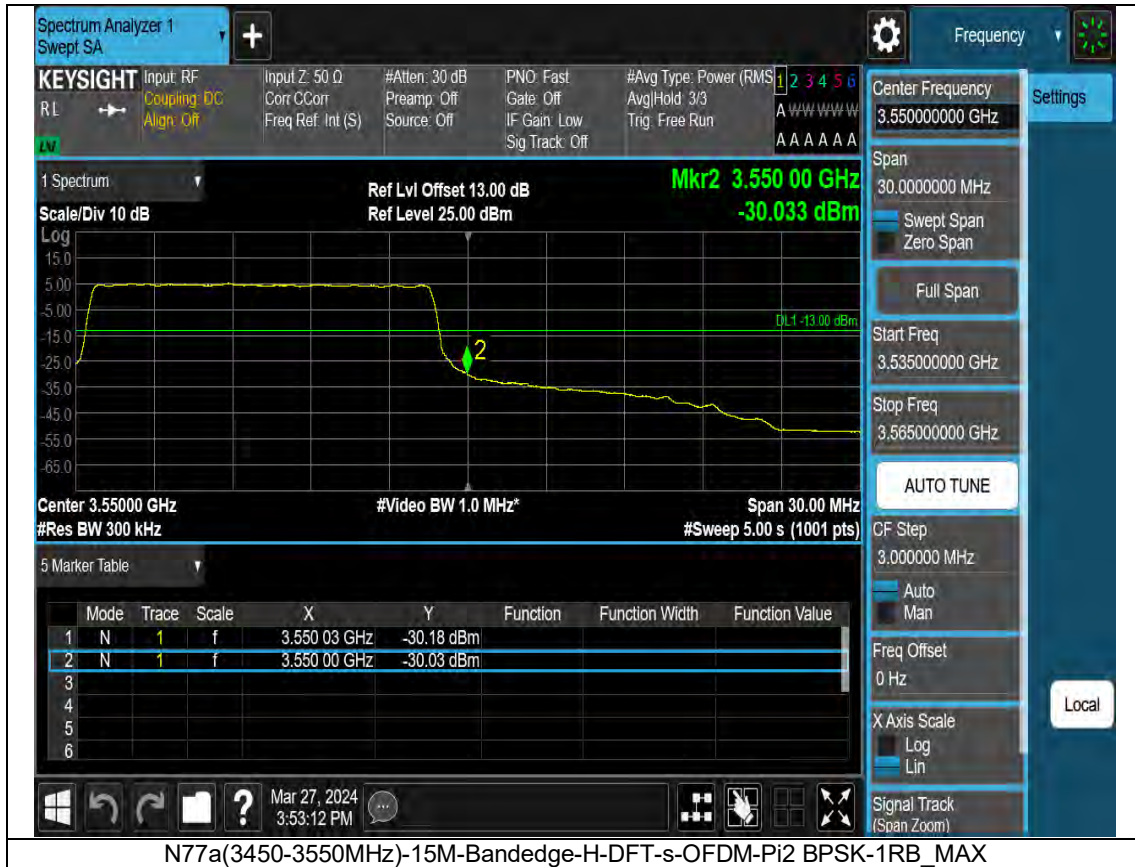 Spectrum Analyzer 1
Swept SA
Frequency
KEYSIGHT
RL
Input: RF
Coupling: DC
Align: Off
Input Z: 50 Ω
Corr CCorr
Freq Ref: Int (S)
#Atten: 30 dB
Preamp: Off
Source: Off
PNO: Fast
Gate: Off
IF Gain: Low
Sig Track: Off
#Avg Type: Power (RMS
Avg|Hold: 3/3
Trig: Free Run
1 2 3 4 5 6
A W W W W W
A A A A A A
1 Spectrum
Scale/Div 10 dB
Ref Lvl Offset 13.00 dB
Ref Level 25.00 dBm
Mkr2 3.550 00 GHz
-30.033 dBm
Log
15.0
5.00
-5.00
-15.0
-25.0
-35.0
-45.0
-55.0
-65.0
DL1 -13.00 dBm
2
Center 3.55000 GHz
#Res BW 300 kHz
#Video BW 1.0 MHz*
Span 30.00 MHz
#Sweep 5.00 s (1001 pts)
5 Marker Table
Mode Trace Scale X Y Function Function Width Function Value
1 N 1 f 3.550 03 GHz -30.18 dBm
2 N 1 f 3.550 00 GHz -30.03 dBm
3
4
5
6
Mar 27, 2024
3:53:12 PM
Center Frequency
3.550000000 GHz
Settings
Span
30.0000000 MHz
Swept Span
Zero Span
Full Span
Start Freq
3.535000000 GHz
Stop Freq
3.565000000 GHz
AUTO TUNE
CF Step
3.000000 MHz
Auto
Man
Freq Offset
0 Hz
X Axis Scale
Log
Lin
Local
Signal Track
(Span Zoom)
N77a(3450-3550MHz)-15M-Bandedge-H-DFT-s-OFDM-Pi2 BPSK-1RB_MAX